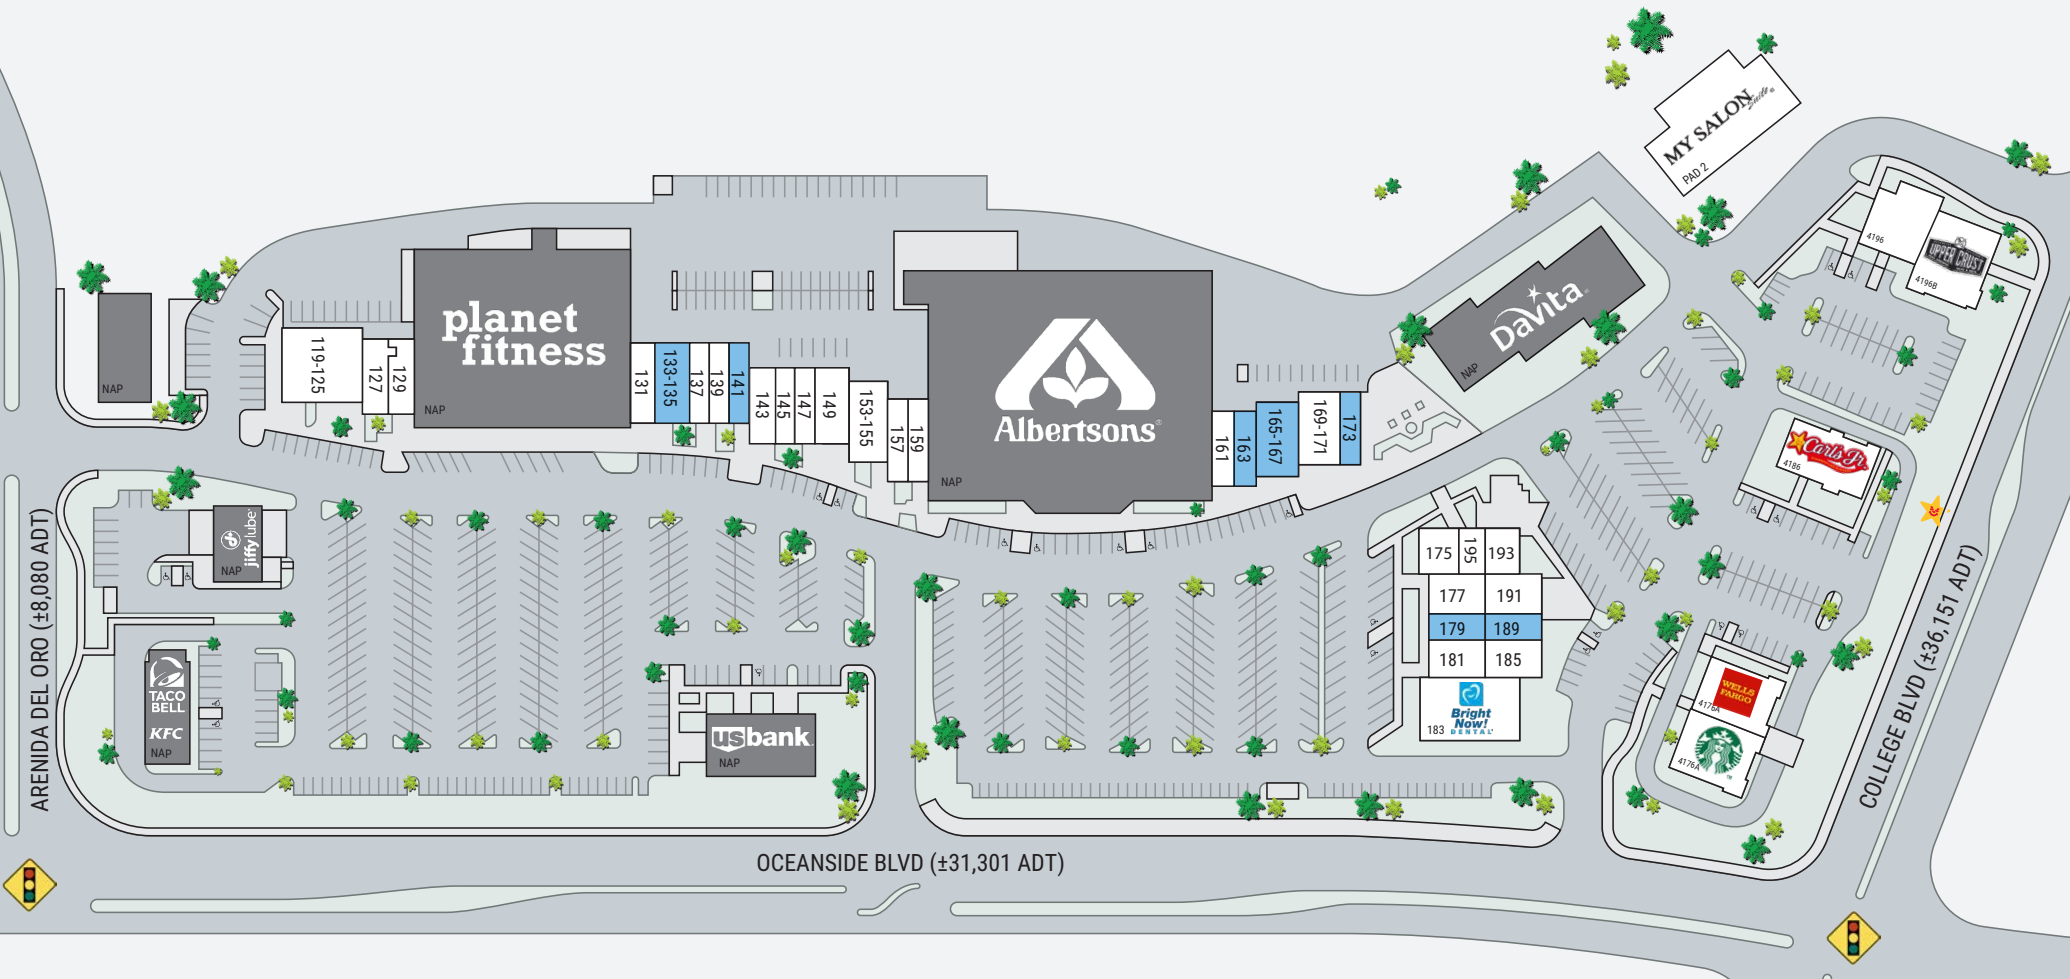 MY SALON
Suite
PAD 2
4196
UPPER CRUST
4196B
DaVita
NAP
planet
fitness
NAP
Albertsons
NAP
NAP
119-125
127
129
131
133-135
137
139
141
143
145
147
149
153-155
157
159
161
163
165-167
169-171
173
Carl's Jr.
4186
jiffy lube
NAP
175
195
193
177
191
179
189
181
185
183
Bright
Now!
DENTAL
TACO
BELL
KFC
NAP
usbank
NAP
WELLS
FARGO
4176A
4176A
ARENIDA DEL ORO (±8,080 ADT)
COLLEGE BLVD (±36,151 ADT)
OCEANSIDE BLVD (±31,301 ADT)